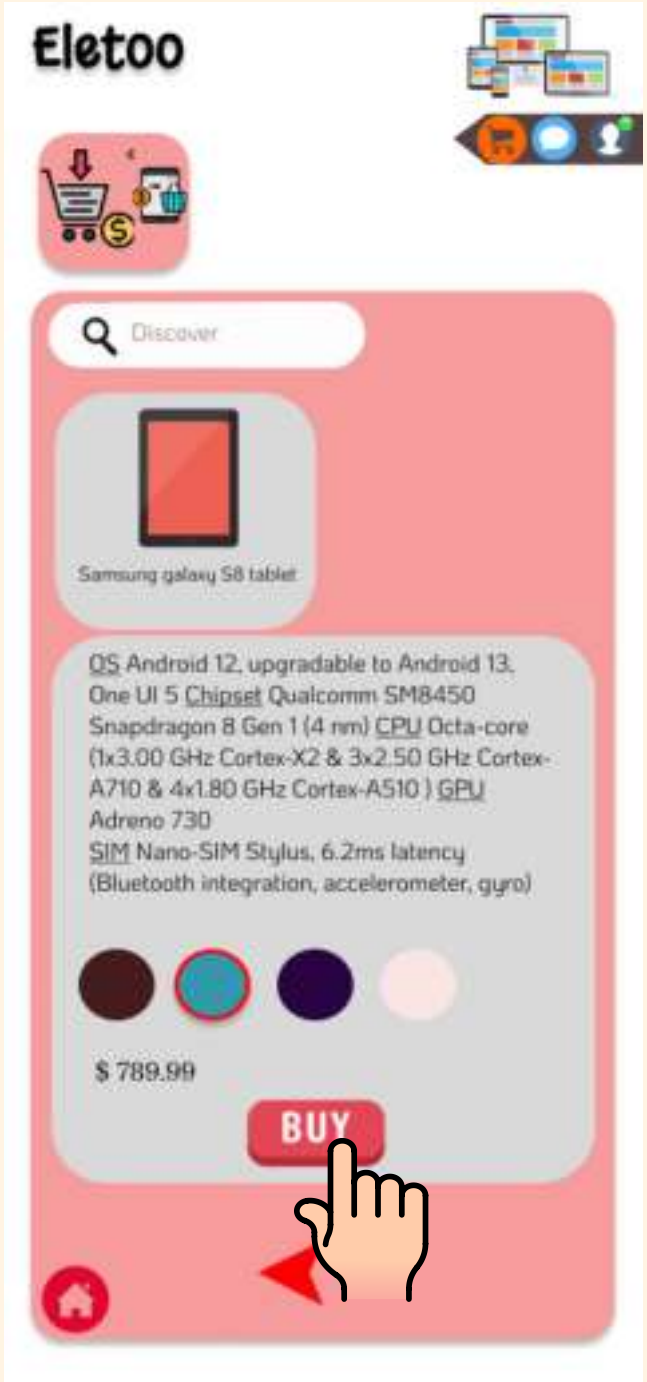 Eletoo
$
Discover
Samsung galaxy S8 tablet
OS Android 12, upgradable to Android 13,
One UI 5 Chipset Qualcomm SM8450
Snapdragon 8 Gen 1 (4 nm) CPU Octa-core
(1x3.00 GHz Cortex-X2 & 3x2.50 GHz Cortex-
A710 & 4x1.80 GHz Cortex-A510 ) GPU
Adreno 730
SIM Nano-SIM Stylus, 6.2ms latency
(Bluetooth integration, accelerometer, gyro)
$ 789.99
BUY